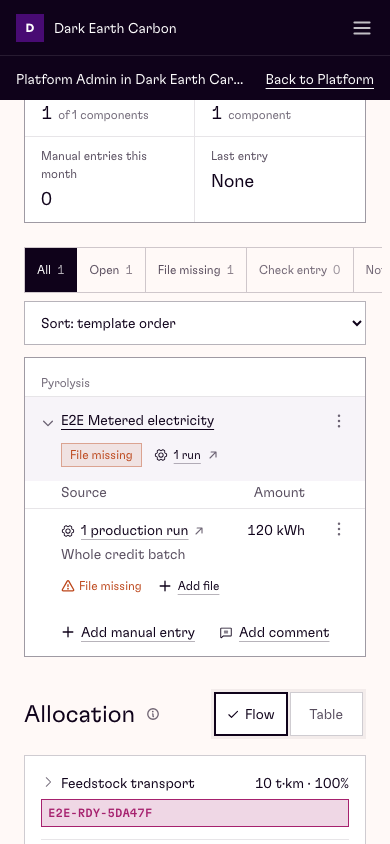 D Dark Earth Carbon
Platform Admin in Dark Earth Car... Back to Platform
1 of 1 components
1 component
Manual entries this month
0
Last entry
None
All 1 Open 1 File missing 1 Check entry 0 No
Sort: template order
Pyrolysis
E2E Metered electricity
File missing 1 run
Source Amount
1 production run 120 kWh
Whole credit batch
File missing Add file
Add manual entry Add comment
Allocation Flow Table
Feedstock transport 10 t·km · 100%
E2E-RDY-5DA47F